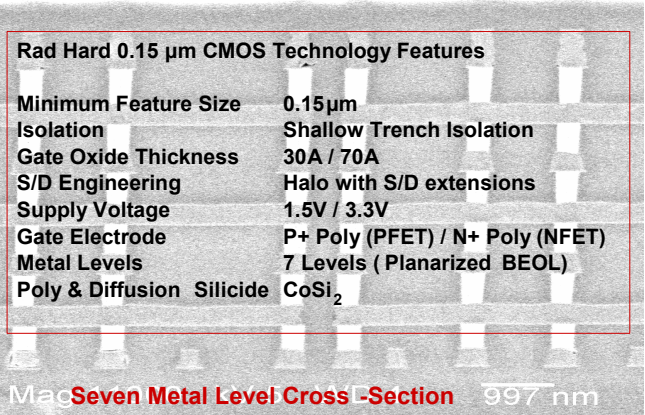 Rad Hard 0.15 µm CMOS Technology Features
Minimum Feature Size 0.15µm
Isolation Shallow Trench Isolation
Gate Oxide Thickness 30A / 70A
S/D Engineering Halo with S/D extensions
Supply Voltage 1.5V / 3.3V
Gate Electrode P+ Poly (PFET) / N+ Poly (NFET)
Metal Levels 7 Levels ( Planarized BEOL)
Poly & Diffusion Silicide CoSi2
Seven Metal Level Cross -Section
Mag 997 nm